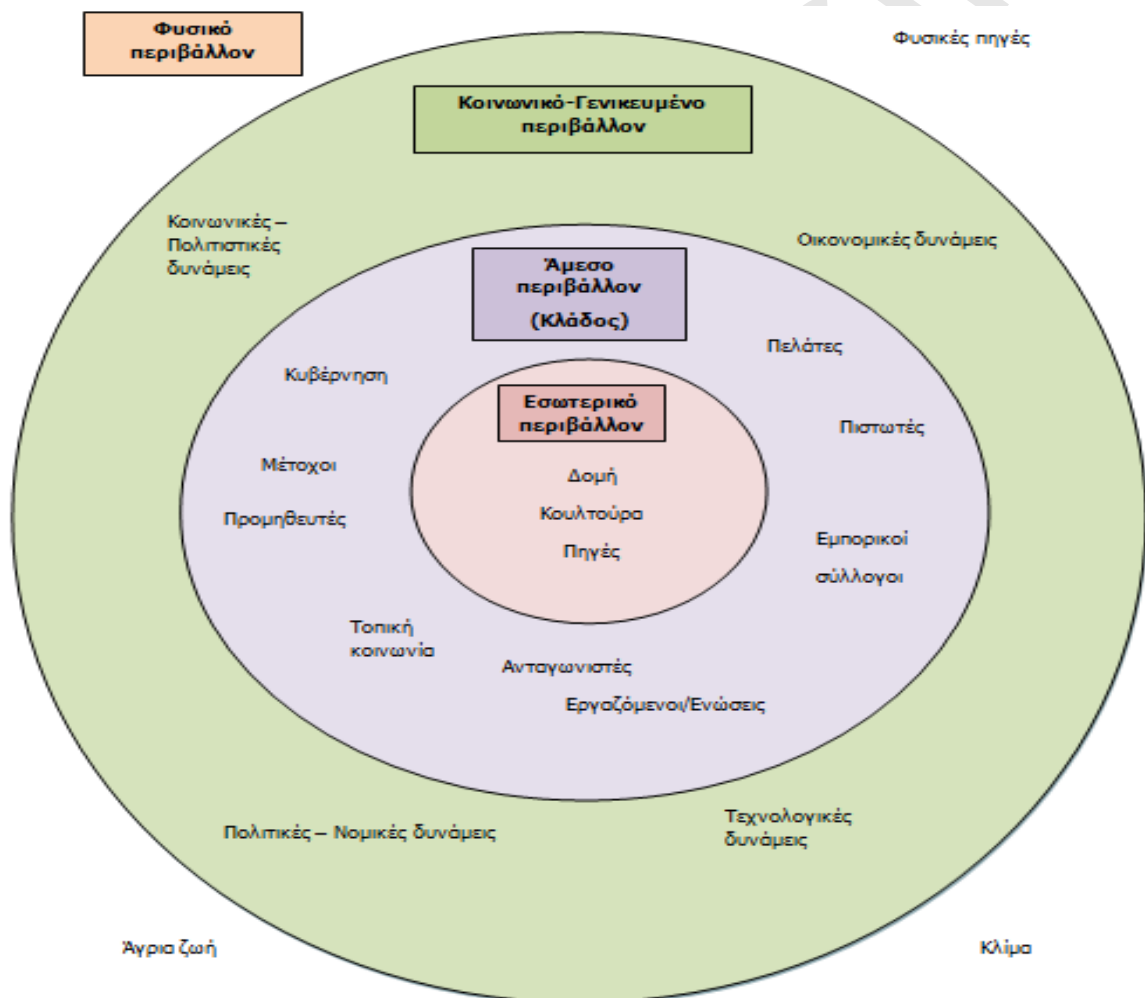 Φυσικό
περιβάλλον
Φυσικές πηγές
Κοινωνικό-Γενικευμένο
περιβάλλον
Κοινωνικές –
Πολιτιστικές
δυνάμεις
Οικονομικές δυνάμεις
Άμεσο
περιβάλλον
(Κλάδος)
Πελάτες
Κυβέρνηση
Εσωτερικό
περιβάλλον
Πιστωτές
Μέτοχοι
Δομή
Προμηθευτές
Κουλτούρα
Πηγές
Εμπορικοί
σύλλογοι
Τοπική
κοινωνία
Ανταγωνιστές
Εργαζόμενοι/Ενώσεις
Πολιτικές – Νομικές δυνάμεις
Τεχνολογικές
δυνάμεις
Άγρια ζωή
Κλίμα